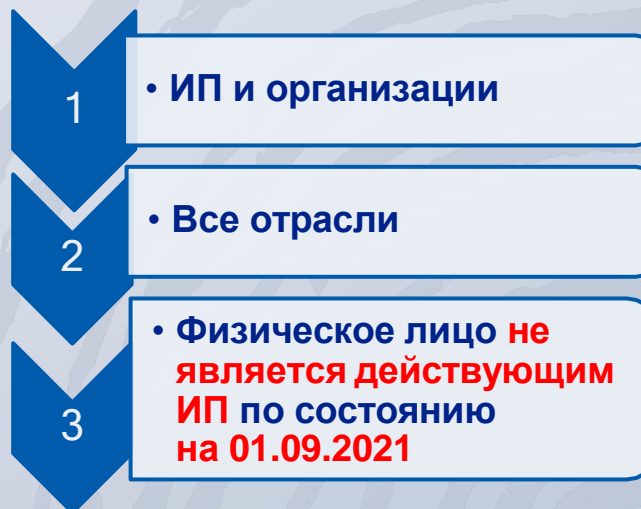 1
• ИП и организации
2
• Все отрасли
3
• Физическое лицо не
является действующим
ИП по состоянию
на 01.09.2021